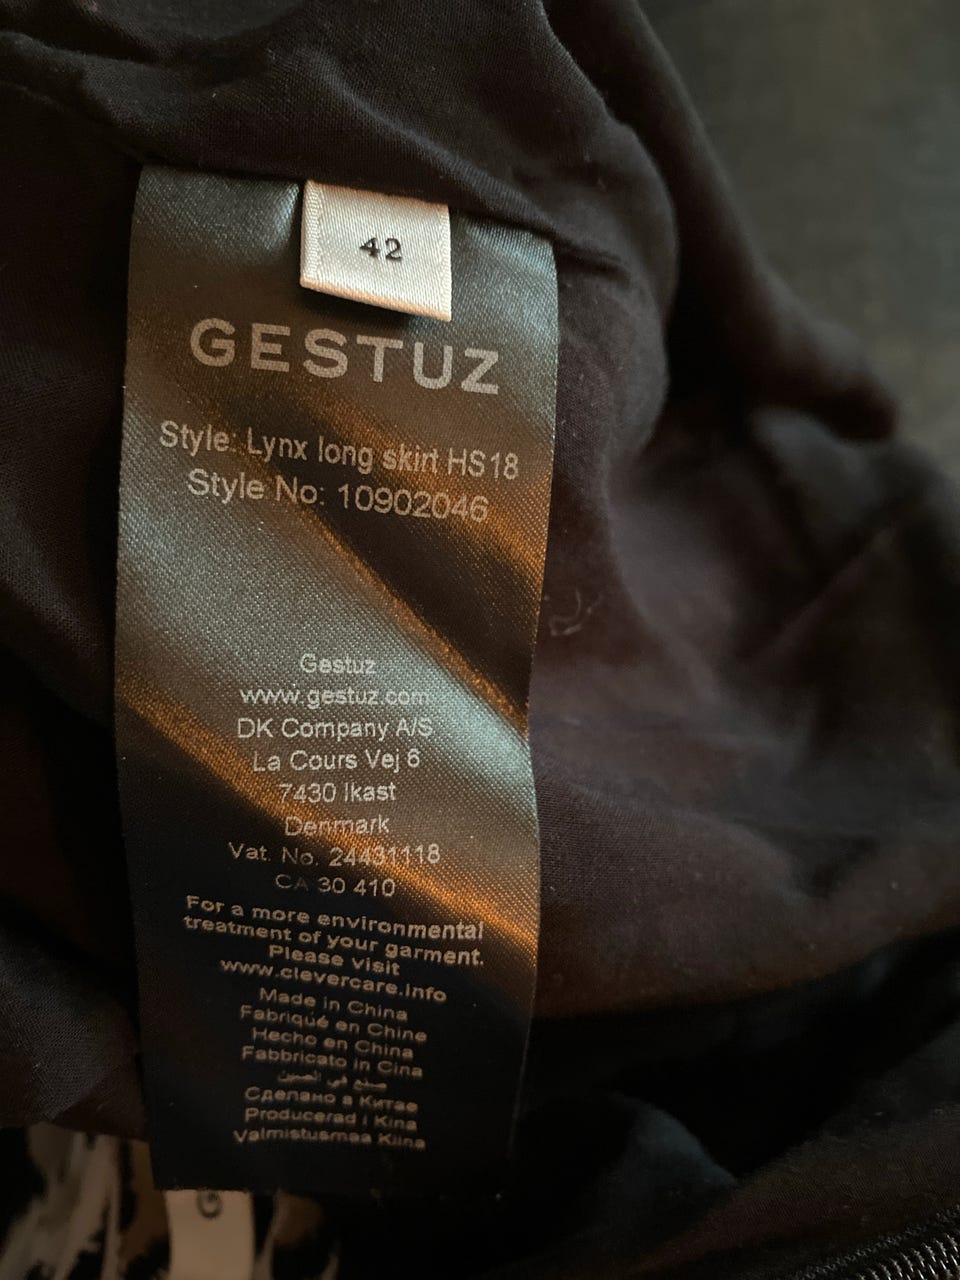 42
GESTUZ
Style: Lynx long skirt HS18
Style No: 10902046
Gestuz
www.gestuz.com
DK Company A/S
La Cours Vej 6
7430 Ikast
Denmark
Vat. No. 24431118
CA 30 410
For a more environmental
treatment of your garment.
Please visit
www.clevercare.info
Made in China
Fabriqúé en Chine
Hecho en China
Fabbricato in Cina
صنع في الصين
Сделано в Китае
Producerad i Kina
Valmistusmaa Kiina
G